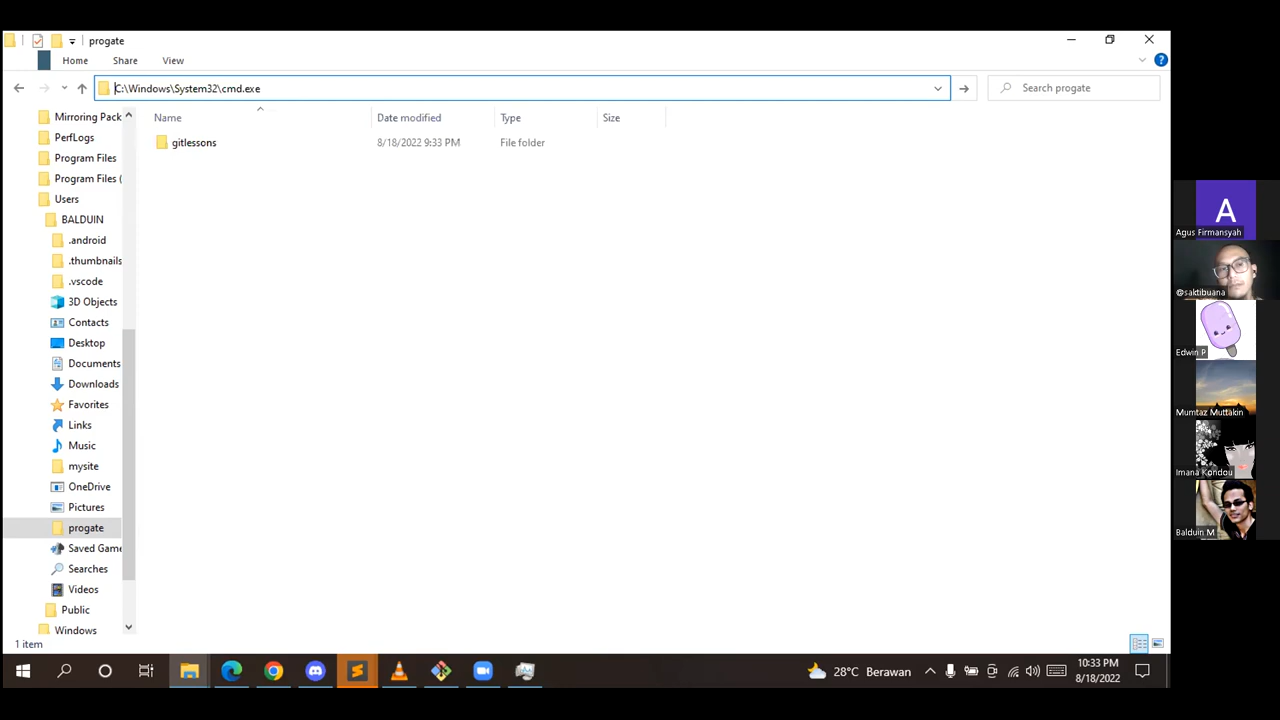 progate
Home Share View
C:\Windows\System32\cmd.exe
Search progate
Name Date modified Type Size
gitlessons 8/18/2022 9:33 PM File folder
Mirroring Pack
PerfLogs
Program Files
Program Files (
Users
BALDUIN
.android
.thumbnails
.vscode
3D Objects
Contacts
Desktop
Documents
Downloads
Favorites
Links
Music
mysite
OneDrive
Pictures
progate
Saved Game
Searches
Videos
Public
Windows
1 item
A
Agus Firmansyah
@saktibuana
Edwin P
Mumtaz Muttakin
Imana Kondou
Balduin M
28°C Berawan
10:33 PM
8/18/2022